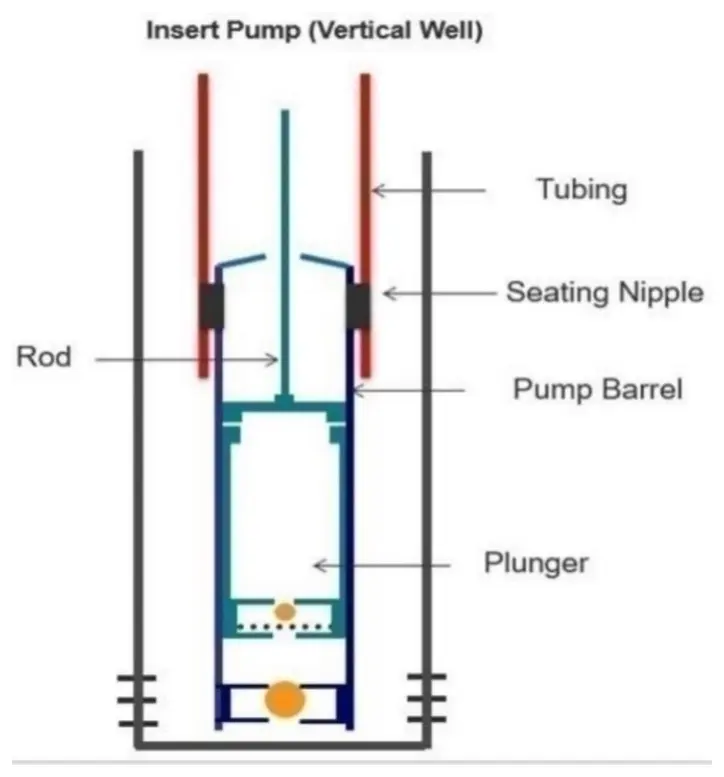 Insert Pump (Vertical Well)
Tubing
Seating Nipple
Rod
Pump Barrel
Plunger